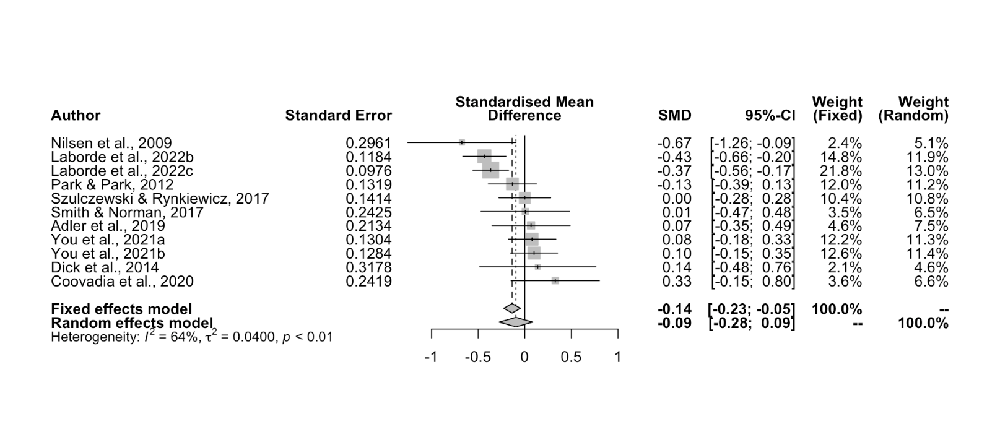 Author Standard Error Standardised Mean Difference SMD 95%-CI Weight (Fixed) Weight (Random)
Nilsen et al., 2009 0.2961 -0.67 [-1.26; -0.09] 2.4% 5.1%
Laborde et al., 2022b 0.1184 -0.43 [-0.66; -0.20] 14.8% 11.9%
Laborde et al., 2022c 0.0976 -0.37 [-0.56; -0.17] 21.8% 13.0%
Park & Park, 2012 0.1319 -0.13 [-0.39; 0.13] 12.0% 11.2%
Szulczewski & Rynkiewicz, 2017 0.1414 0.00 [-0.28; 0.28] 10.4% 10.8%
Smith & Norman, 2017 0.2425 0.01 [-0.47; 0.48] 3.5% 6.5%
Adler et al., 2019 0.2134 0.07 [-0.35; 0.49] 4.6% 7.5%
You et al., 2021a 0.1304 0.08 [-0.18; 0.33] 12.2% 11.3%
You et al., 2021b 0.1284 0.10 [-0.15; 0.35] 12.6% 11.4%
Dick et al., 2014 0.3178 0.14 [-0.48; 0.76] 2.1% 4.6%
Coovadia et al., 2020 0.2419 0.33 [-0.15; 0.80] 3.6% 6.6%
Fixed effects model -0.14 [-0.23; -0.05] 100.0% --
Random effects model -0.09 [-0.28; 0.09] -- 100.0%
Heterogeneity: I² = 64%, τ² = 0.0400, p < 0.01
-1 -0.5 0 0.5 1